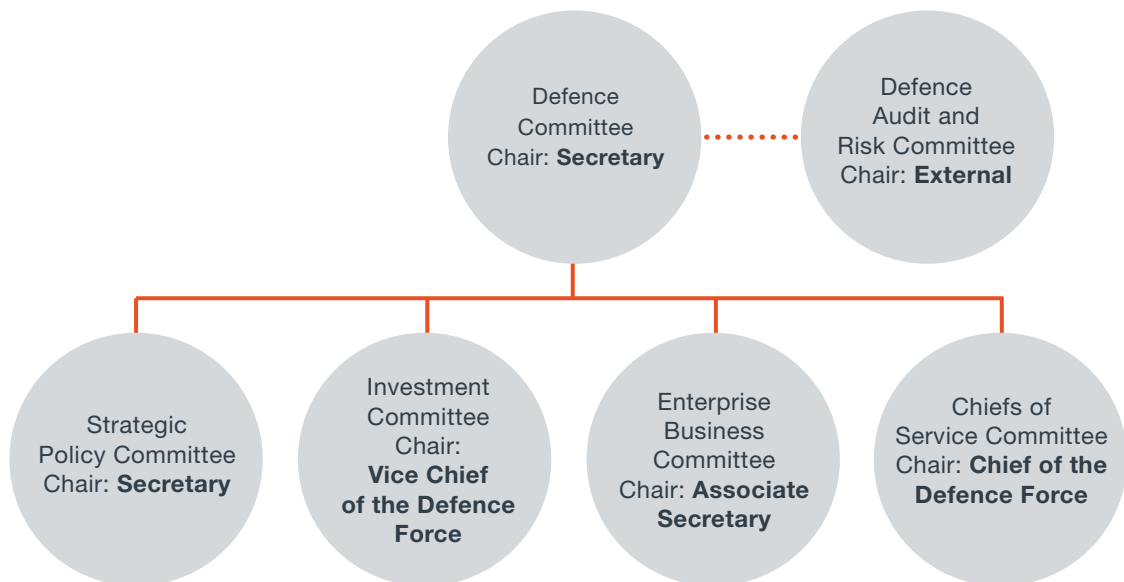 Defence
Committee
Chair: Secretary
Defence
Audit and
Risk Committee
Chair: External
Strategic
Policy Committee
Chair: Secretary
Investment
Committee
Chair:
Vice Chief
of the Defence
Force
Enterprise
Business
Committee
Chair: Associate
Secretary
Chiefs of
Service Committee
Chair: Chief of the
Defence Force